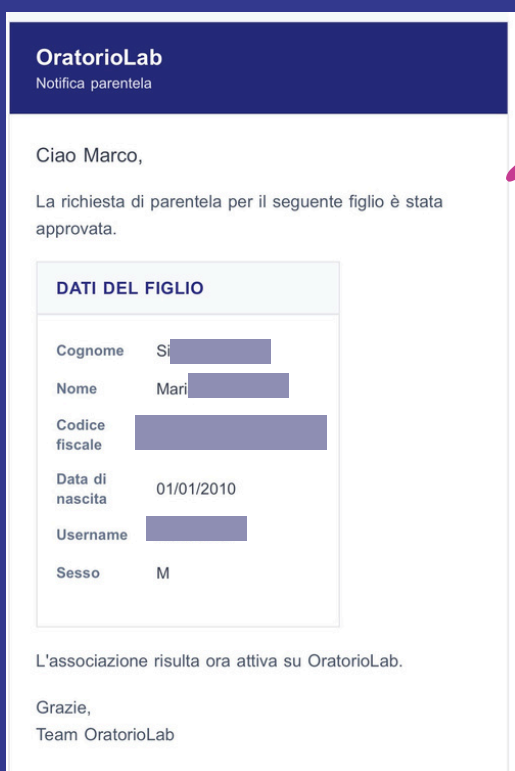 OratorioLab
Notifica parentela
Ciao Marco,
La richiesta di parentela per il seguente figlio è stata
approvata.
DATI DEL FIGLIO
Cognome Si
Nome Mari
Codice
fiscale
Data di
nascita
01/01/2010
Username
Sesso M
L'associazione risulta ora attiva su OratorioLab.
Grazie,
Team OratorioLab